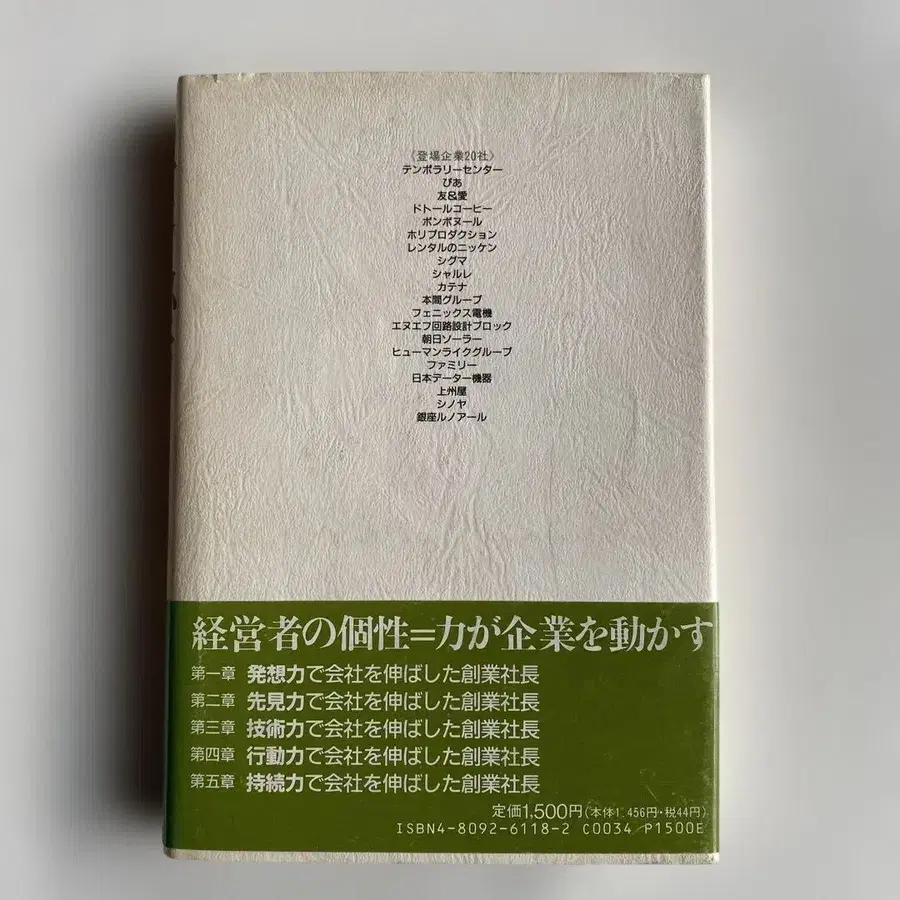 《登場企業20社》
テンポラリーセンター
ぴあ
友&愛
ドトールコーヒー
ボンボヌール
ホリプロダクション
レンタルのニッケン
シグマ
シャルレ
カテナ
本間グループ
フェニックス電機
エヌエフ回路設計ブロック
朝日ソーラー
ヒューマンライクグループ
ファミリー
日本データー機器
上州屋
シノヤ
銀座ルノアール
経営者の個性=力が企業を動かす
第一章 発想力で会社を伸ばした創業社長
第二章 先見力で会社を伸ばした創業社長
第三章 技術力で会社を伸ばした創業社長
第四章 行動力で会社を伸ばした創業社長
第五章 持続力で会社を伸ばした創業社長
定価1,500円(本体1,456円・税44円)
ISBN4-8092-6118-2 C0034 P1500E